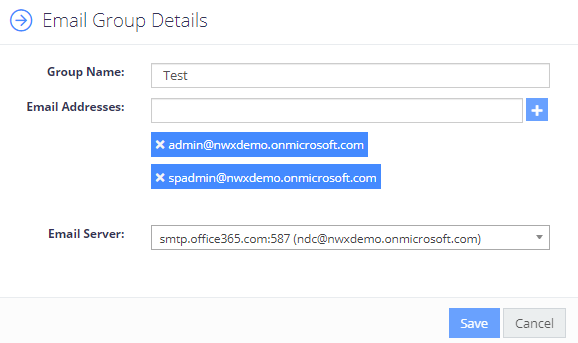 Email Group Details
Group Name: Test
Email Addresses:
admin@nwxdemo.onmicrosoft.com
spadmin@nwxdemo.onmicrosoft.com
Email Server: smtp.office365.com:587 (ndc@nwxdemo.onmicrosoft.com)
Save Cancel